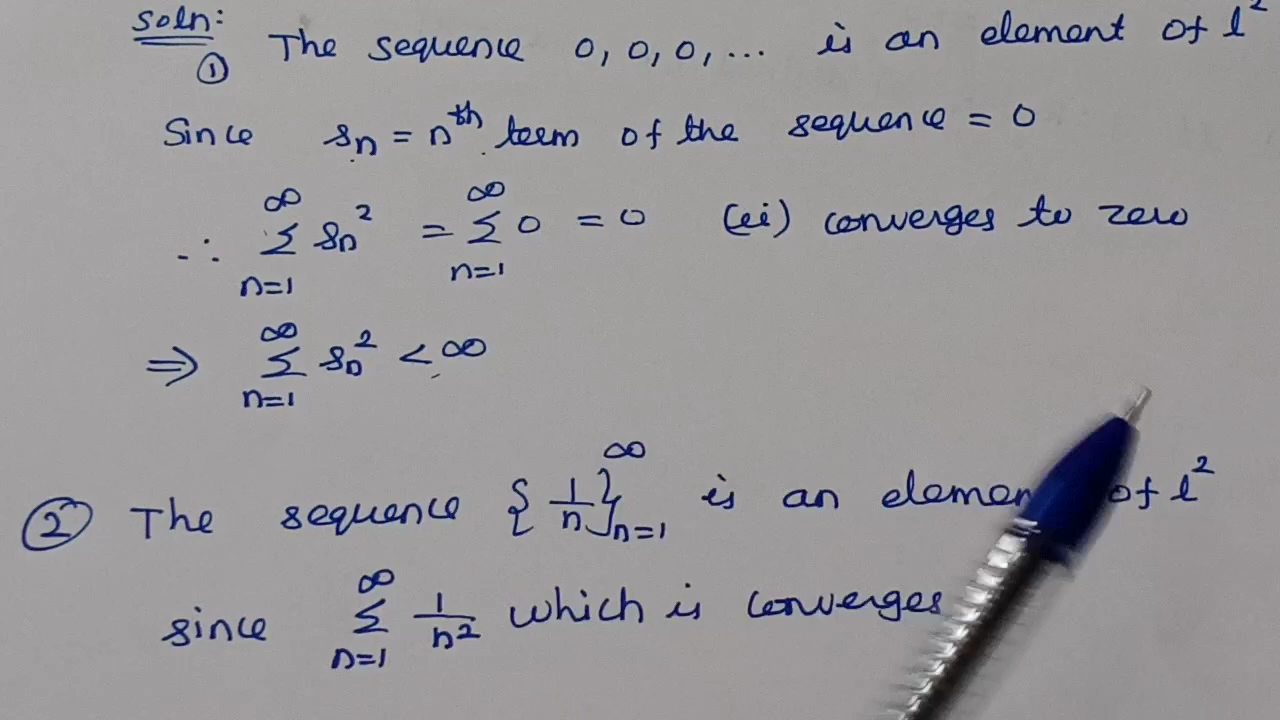 Soln:
① The sequence 0, 0, 0, ... is an element of l²
Since sₙ = nᵗʰ term of the sequence = 0
∴ ∞ Σ n=1 sₙ² = ∞ Σ n=1 0 = 0 (ie) converges to zero
⇒ ∞ Σ n=1 sₙ² < ∞
② The sequence {1/n}∞ n=1 is an element of l²
since ∞ Σ n=1 1/n² which is converges